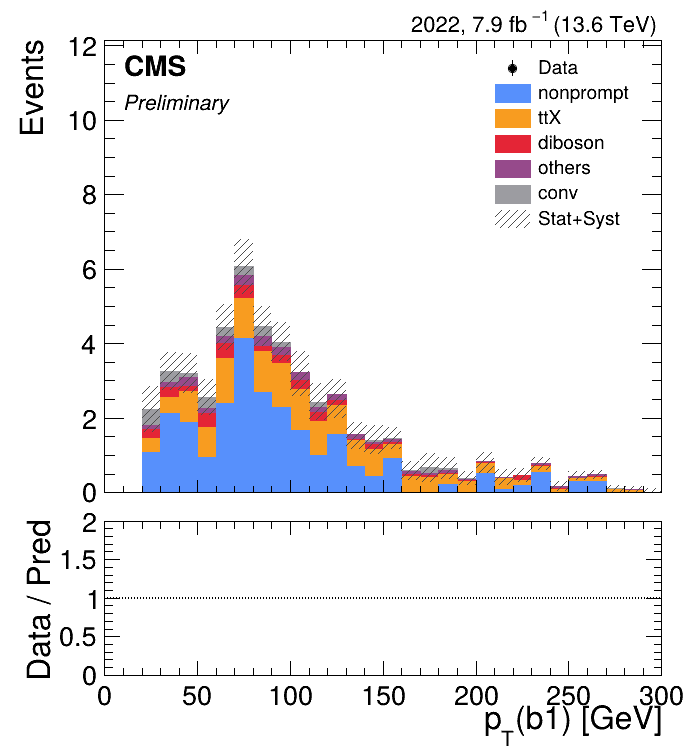 2022, 7.9 fb⁻¹ (13.6 TeV)
CMS
Preliminary
Events
12
10
8
6
4
2
0
Data
nonprompt
ttX
diboson
others
conv
Stat+Syst
Data / Pred
2
1.5
1
0.5
0
0 50 100 150 200 250 300
p_T(b1) [GeV]